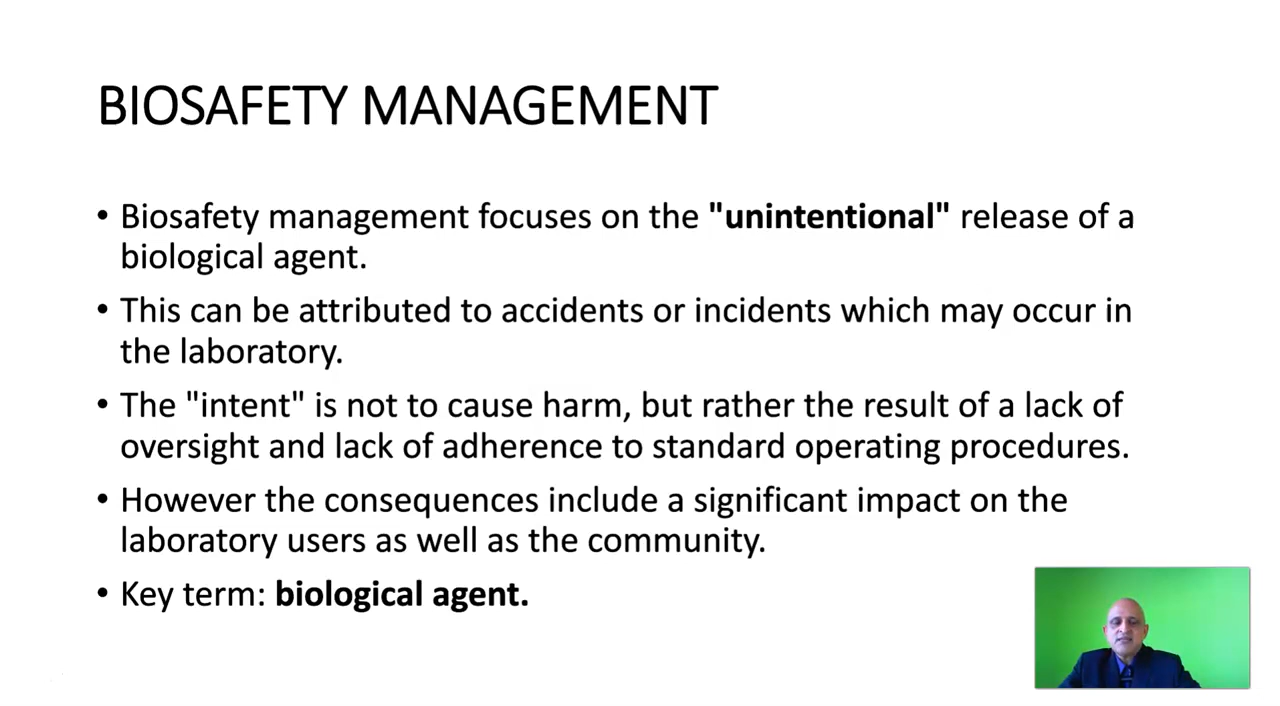 BIOSAFETY MANAGEMENT
• Biosafety management focuses on the "unintentional" release of a
biological agent.
• This can be attributed to accidents or incidents which may occur in
the laboratory.
• The "intent" is not to cause harm, but rather the result of a lack of
oversight and lack of adherence to standard operating procedures.
• However the consequences include a significant impact on the
laboratory users as well as the community.
• Key term: biological agent.